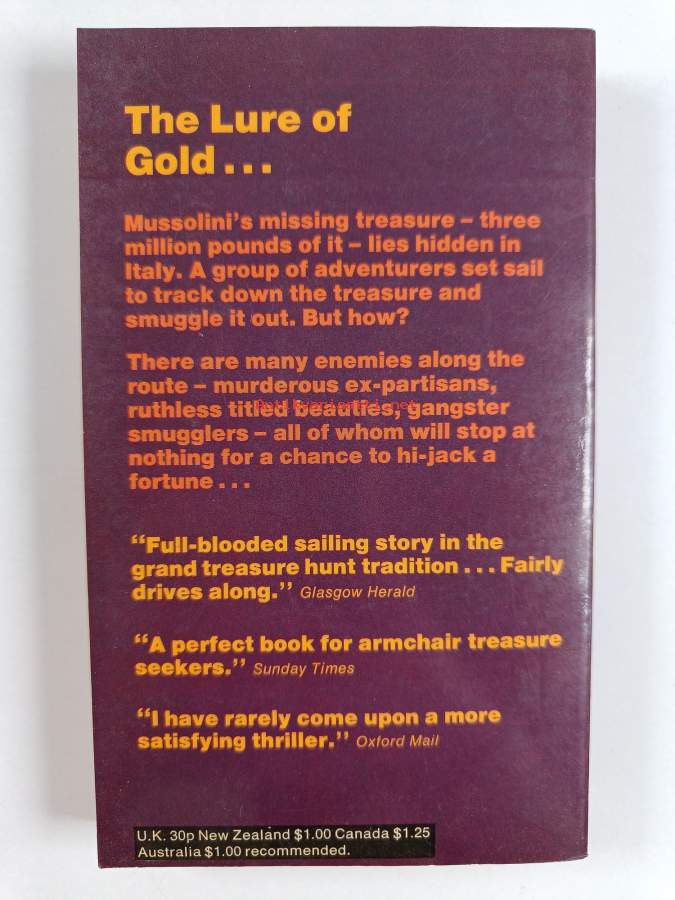 The Lure of
Gold...
Mussolini's missing treasure – three
million pounds of it – lies hidden in
Italy. A group of adventurers set sail
to track down the treasure and
smuggle it out. But how?
There are many enemies along the
route – murderous ex-partisans,
ruthless titled beauties, gangster
smugglers – all of whom will stop at
nothing for a chance to hi-jack a
fortune...
“Full-blooded sailing story in the
grand treasure hunt tradition... Fairly
drives along.” Glasgow Herald
“A perfect book for armchair treasure
seekers.” Sunday Times
“I have rarely come upon a more
satisfying thriller.” Oxford Mail
U.K. 30p New Zealand $1.00 Canada $1.25
Australia $1.00 recommended.